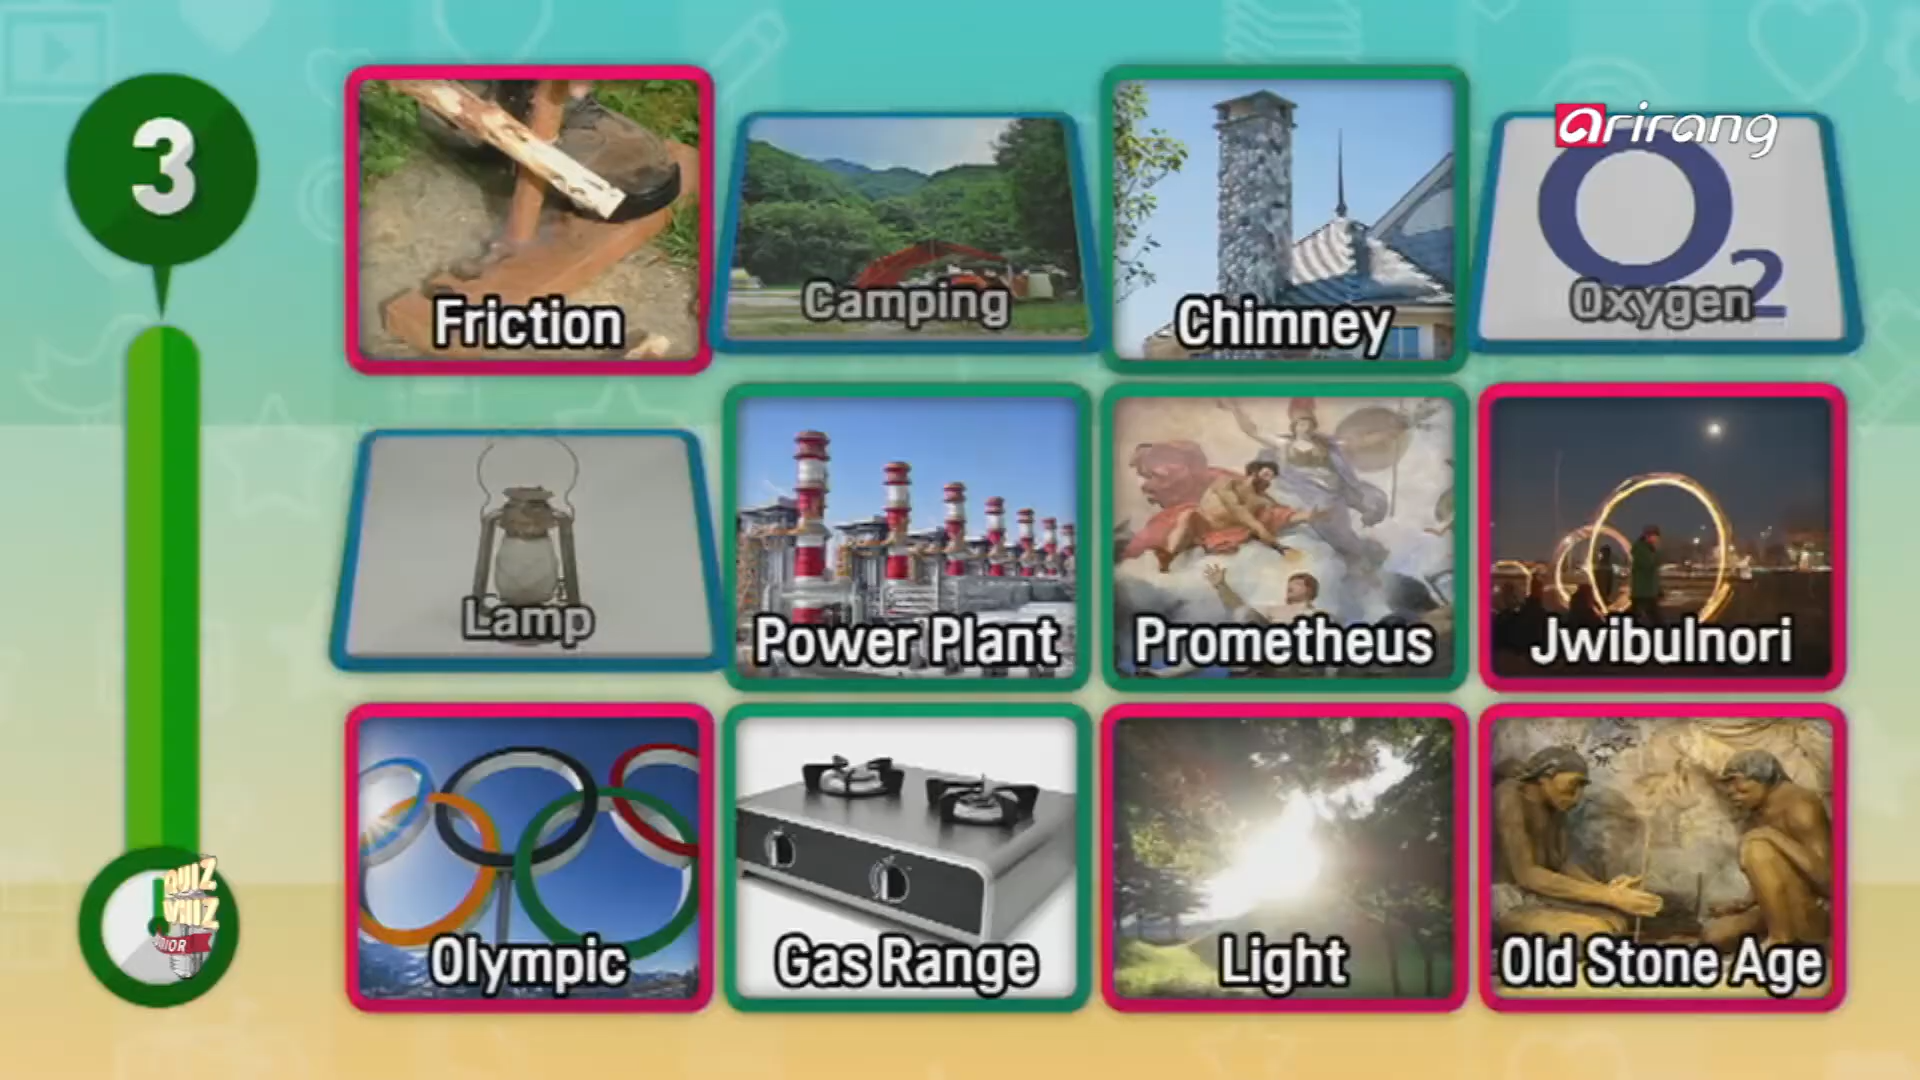 3
Friction
Camping
Chimney
arirang
O2
Oxygen
Lamp
Power Plant
Prometheus
Jwibulnori
QUIZ
WHIZ
Olympic
Gas Range
Light
Old Stone Age